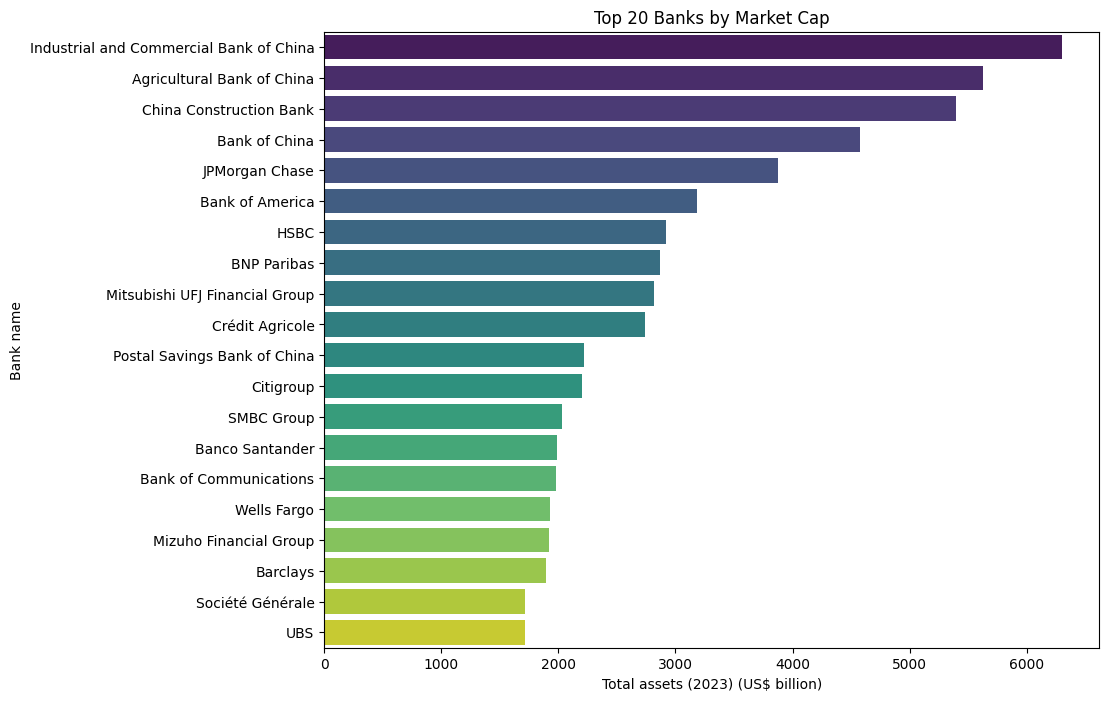 Top 20 Banks by Market Cap
Industrial and Commercial Bank of China
Agricultural Bank of China
China Construction Bank
Bank of China
JPMorgan Chase
Bank of America
HSBC
BNP Paribas
Mitsubishi UFJ Financial Group
Crédit Agricole
Postal Savings Bank of China
Citigroup
SMBC Group
Banco Santander
Bank of Communications
Wells Fargo
Mizuho Financial Group
Barclays
Société Générale
UBS
Bank name
0 1000 2000 3000 4000 5000 6000
Total assets (2023) (US$ billion)